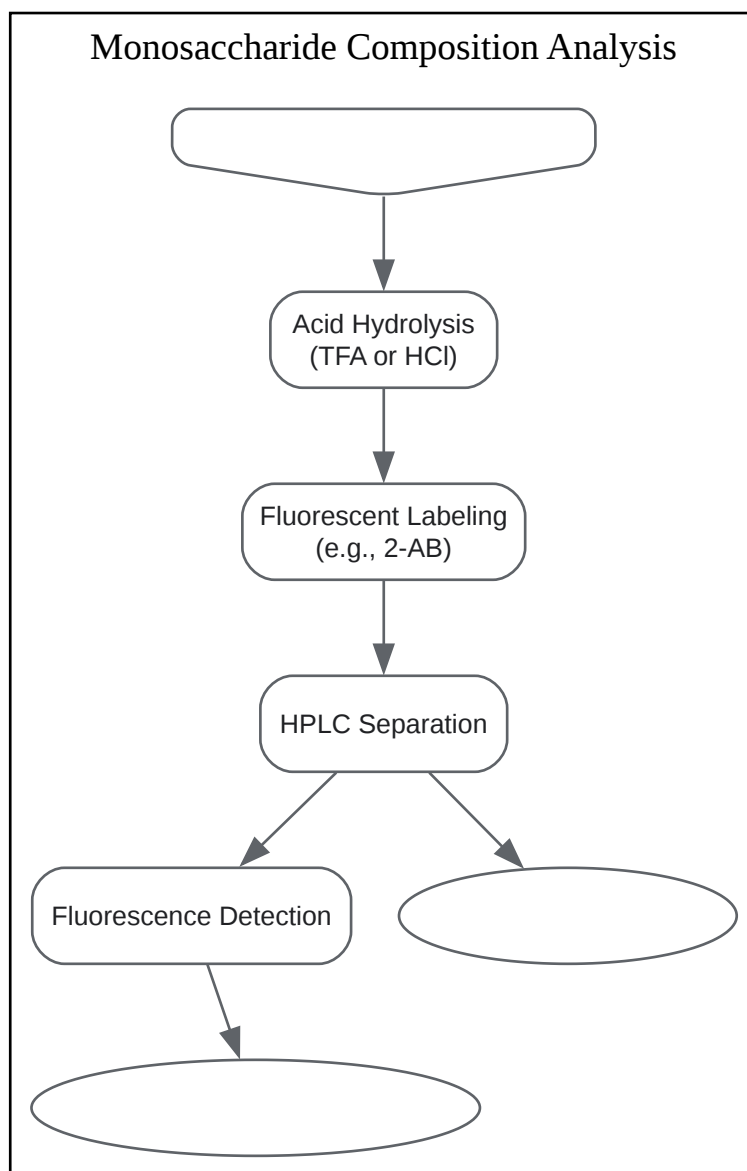 Monosaccharide Composition Analysis
Acid Hydrolysis
(TFA or HCl)
Fluorescent Labeling
(e.g., 2-AB)
HPLC Separation
Fluorescence Detection